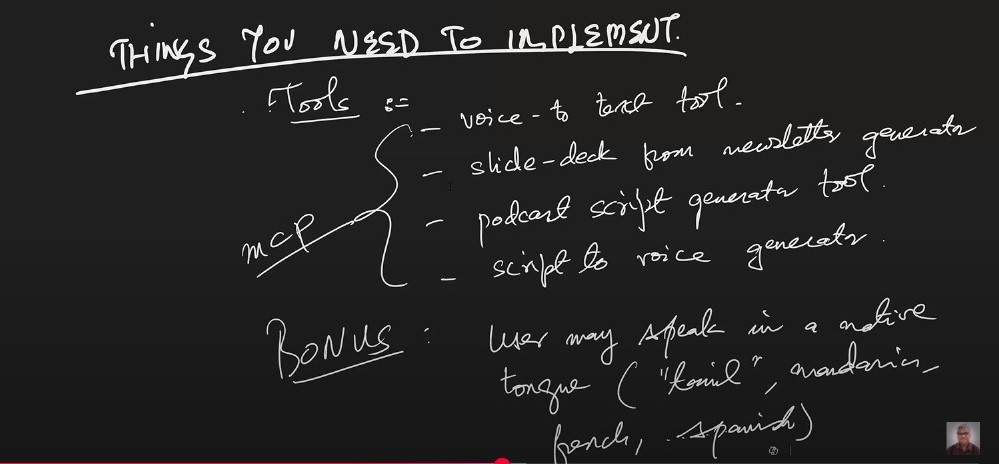 THINGS YOU NEED TO IMPLEMENT.
Tools :=
- voice-to text tool.
- slide-deck from newsletter generator
- podcast script generator tool.
mcp
- script to voice generator.
BONUS : User may speak in a native
tongue ("tamil", mandarin,
french, spanish)